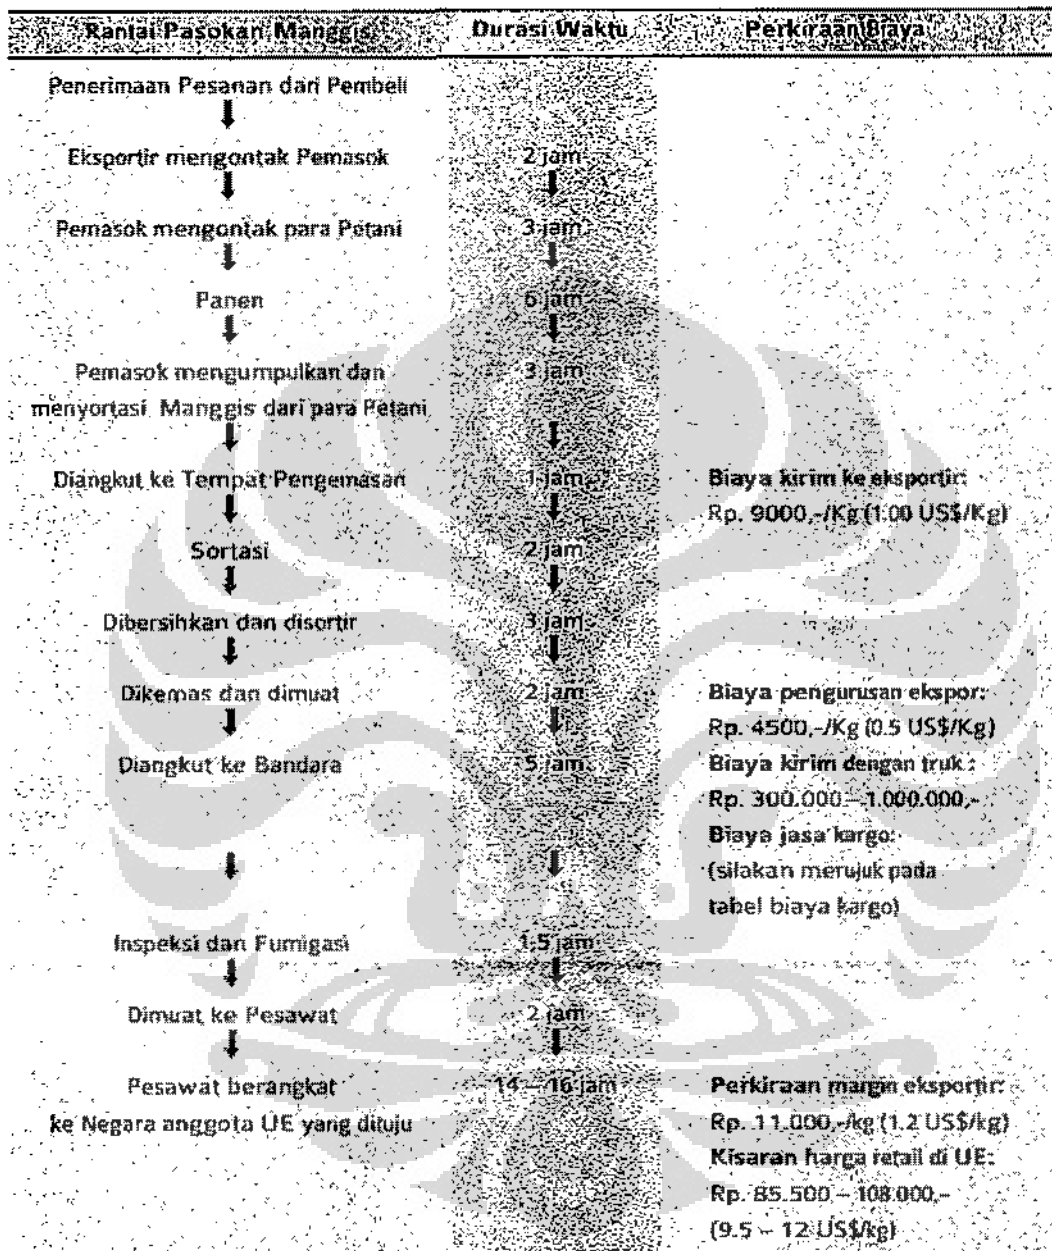 Rantai Pasokan Manggis Durasi Waktu Perkiraan Biaya
Penerimaan Pesanan dari Pembeli
Eksportir mengontak Pemasok 2 jam
Pemasok mengontak para Petani 3 jam
Panen 6 jam
Pemasok mengumpulkan dan 3 jam
menyortasi Manggis dari para Petani
Diangkut ke Tempat Pengemasan 1 jam Biaya kirim ke eksportir:
Rp. 9000,-/Kg (1.00 US$/Kg)
Sortasi 2 jam
Dibersihkan dan disortir 3 jam
Dikemas dan dimuat 2 jam Biaya pengurusan ekspor:
Rp. 4500,-/Kg (0.5 US$/Kg)
Diangkut ke Bandara 5 jam Biaya kirim dengan truk :
Rp. 300.000 – 1.000.000,-
Biaya jasa kargo:
(silakan merujuk pada
tabel biaya kargo)
Inspeksi dan Fumigasi 1,5 jam
Dimuat ke Pesawat 2 jam
Pesawat berangkat 14 – 16 jam Perkiraan margin eksportir:
ke Negara anggota UE yang dituju Rp. 11.000,-/kg (1.2 US$/kg)
Kisaran harga retail di UE:
Rp. 85.500 – 108.000,-
(9.5 – 12 US$/kg)